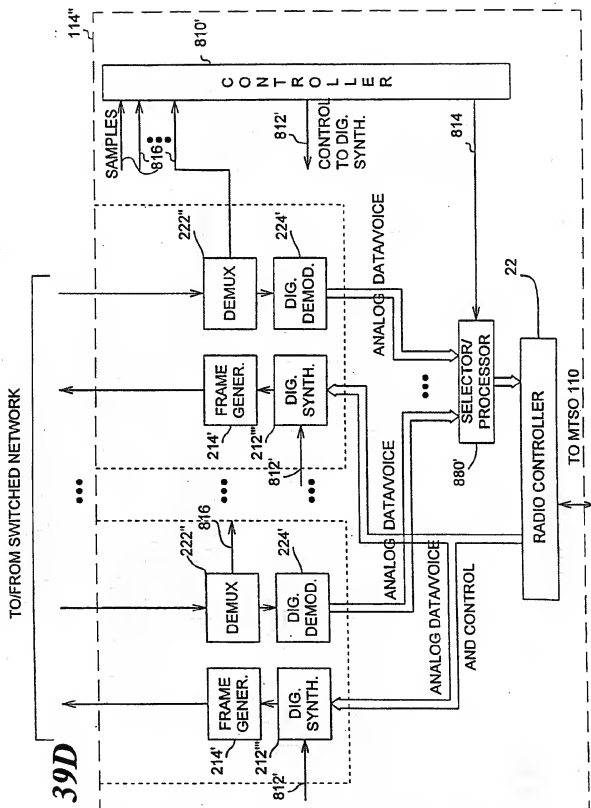 39D
TO/FROM SWITCHED NETWORK
114"
810'
CONTROLLER
SAMPLES
816
812'
CONTROL
TO DIG.
SYNTH.
814
222"
DEMUX
224'
DIG.
DEMOD.
214'
FRAME
GENER.
212'''
DIG.
SYNTH.
812'
816
222"
DEMUX
224'
DIG.
DEMOD.
214'
FRAME
GENER.
212'''
DIG.
SYNTH.
812'
ANALOG DATA/VOICE
ANALOG DATA/VOICE
ANALOG DATA/VOICE
AND CONTROL
SELECTOR/
PROCESSOR
880'
22
RADIO CONTROLLER
TO MTSO 110